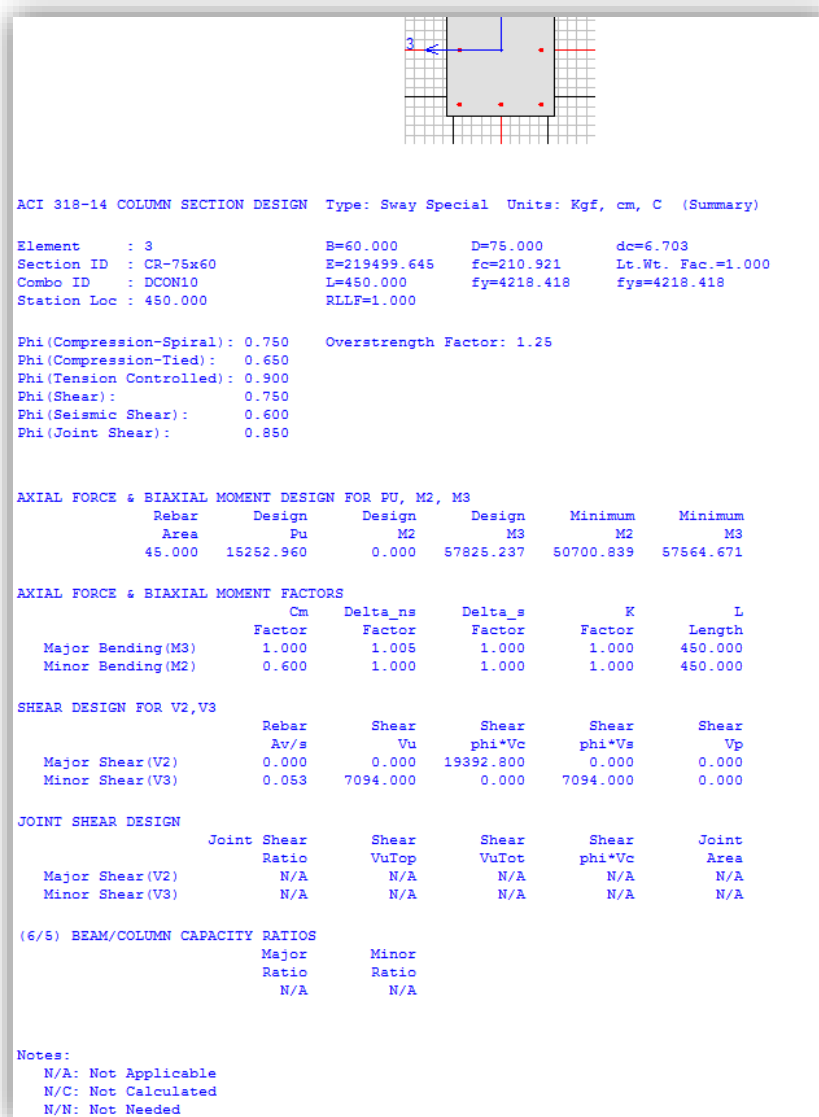 3
ACI 318-14 COLUMN SECTION DESIGN Type: Sway Special Units: Kgf, cm, C (Summary)
Element : 3 B=60.000 D=75.000 dc=6.703
Section ID : CR-75x60 E=219499.645 fc=210.921 Lt.Wt. Fac.=1.000
Combo ID : DCON10 L=450.000 fy=4218.418 fys=4218.418
Station Loc : 450.000 RLLF=1.000
Phi(Compression-Spiral): 0.750 Overstrength Factor: 1.25
Phi(Compression-Tied): 0.650
Phi(Tension Controlled): 0.900
Phi(Shear): 0.750
Phi(Seismic Shear): 0.600
Phi(Joint Shear): 0.850
AXIAL FORCE & BIAXIAL MOMENT DESIGN FOR PU, M2, M3
Rebar Design Design Design Minimum Minimum
Area Pu M2 M3 M2 M3
45.000 15252.960 0.000 57825.237 50700.839 57564.671
AXIAL FORCE & BIAXIAL MOMENT FACTORS
Cm Delta_ns Delta_s K L
Factor Factor Factor Factor Length
Major Bending(M3) 1.000 1.005 1.000 1.000 450.000
Minor Bending(M2) 0.600 1.000 1.000 1.000 450.000
SHEAR DESIGN FOR V2,V3
Rebar Shear Shear Shear Shear
Av/s Vu phi*Vc phi*Vs Vp
Major Shear(V2) 0.000 0.000 19392.800 0.000 0.000
Minor Shear(V3) 0.053 7094.000 0.000 7094.000 0.000
JOINT SHEAR DESIGN
Joint Shear Shear Shear Shear Joint
Ratio VuTop VuTot phi*Vc Area
Major Shear(V2) N/A N/A N/A N/A N/A
Minor Shear(V3) N/A N/A N/A N/A N/A
(6/5) BEAM/COLUMN CAPACITY RATIOS
Major Minor
Ratio Ratio
N/A N/A
Notes:
N/A: Not Applicable
N/C: Not Calculated
N/N: Not Needed